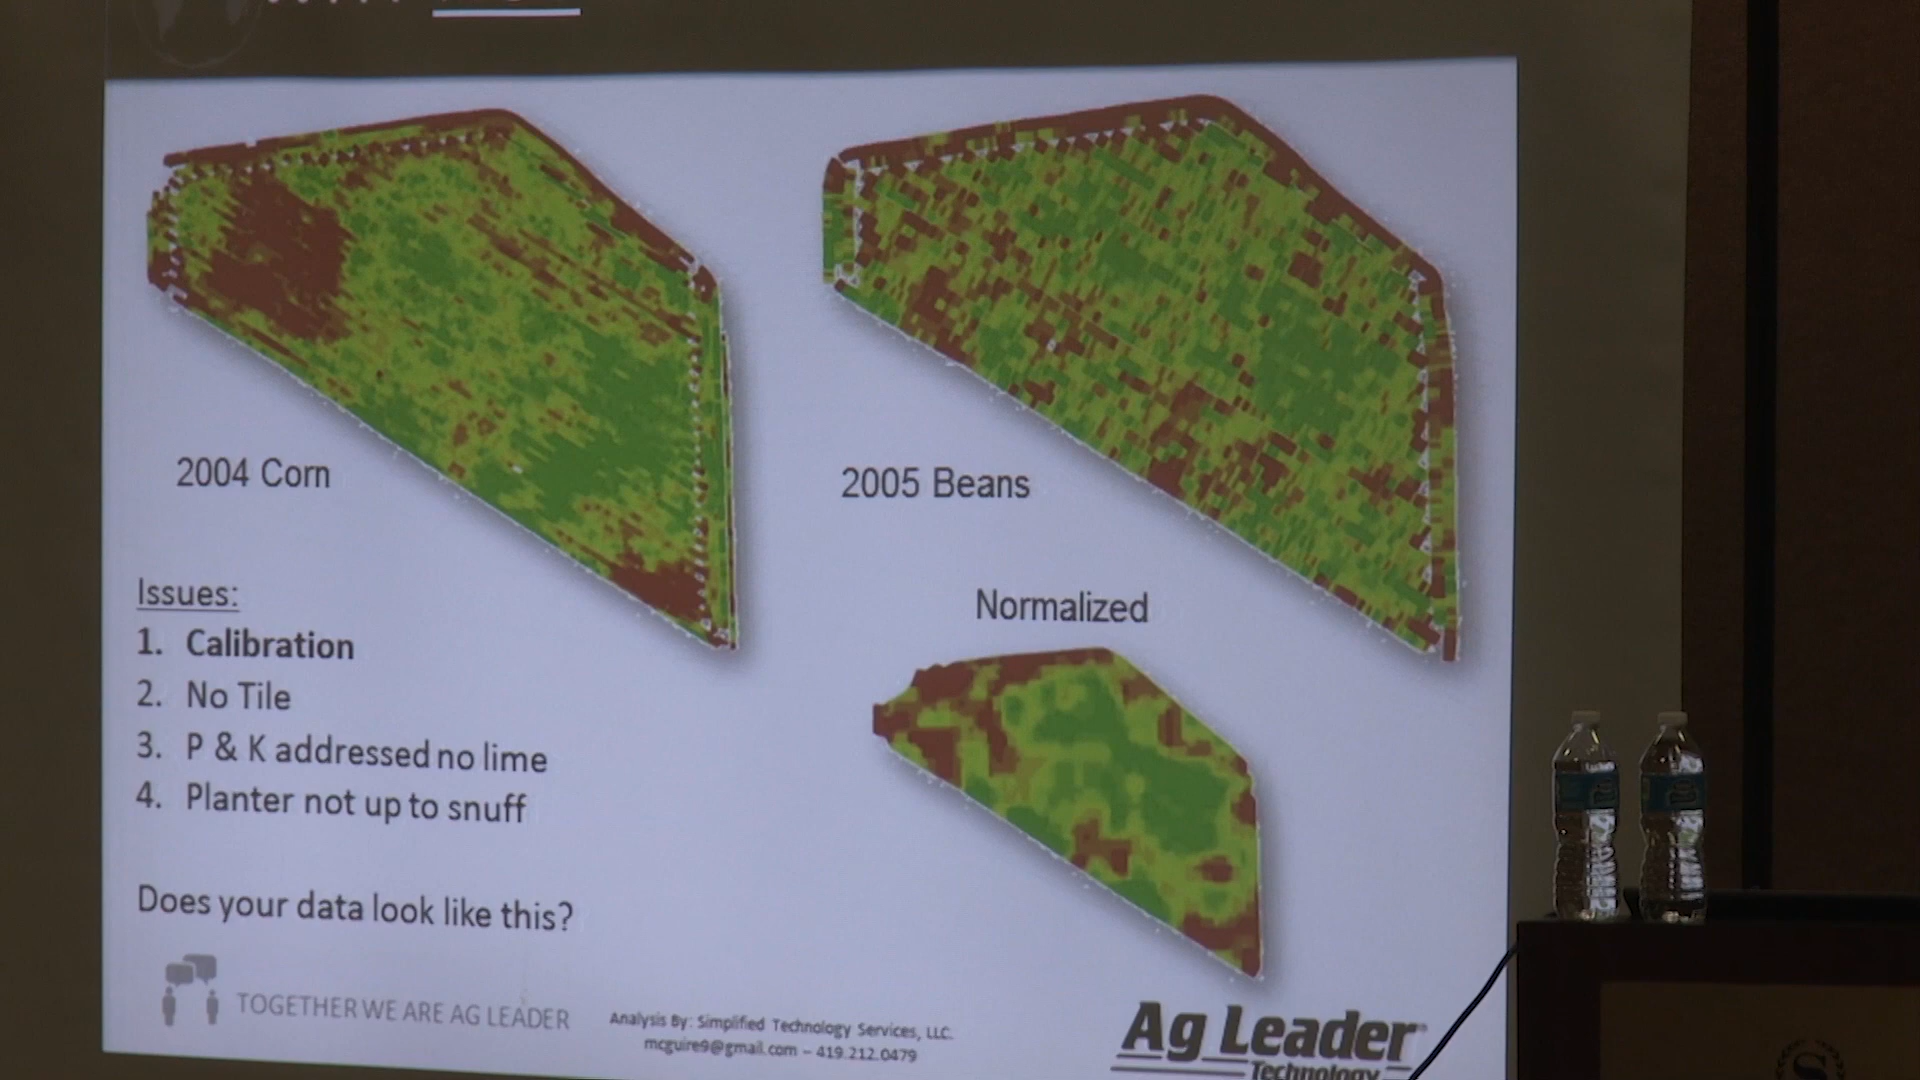 2004 Corn
2005 Beans
Normalized
Issues:
1. Calibration
2. No Tile
3. P & K addressed no lime
4. Planter not up to snuff
Does your data look like this?
TOGETHER WE ARE AG LEADER
Analysis By: Simplified Technology Services, LLC.
mcguire9@gmail.com – 419.212.0479
Ag Leader
Technology
S